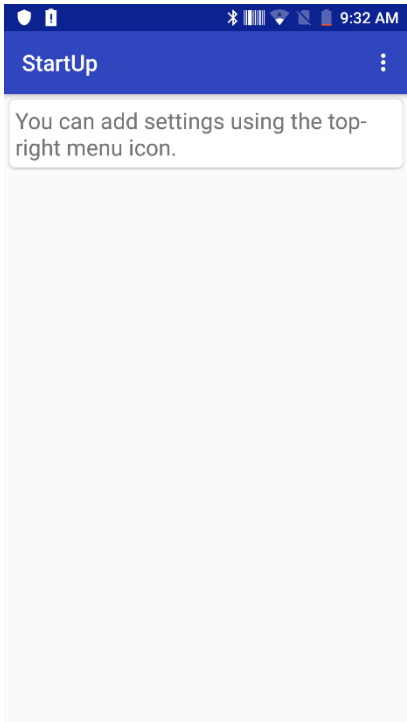 9:32 AM
StartUp
You can add settings using the top-
right menu icon.